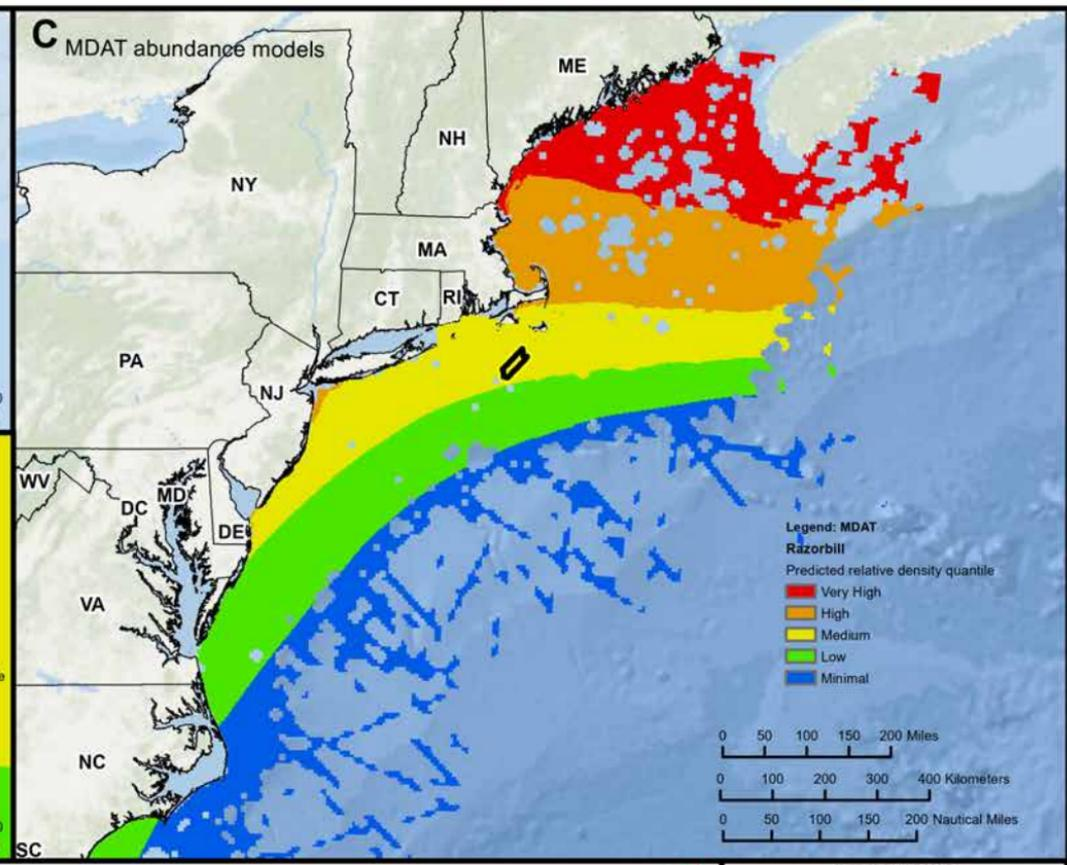 C MDAT abundance models
ME
NH
NY
MA
CT
RI
PA
NJ
WV
MD
DC
DE
VA
NC
SC
Legend: MDAT
Razorbill
Predicted relative density quantile
Very High
High
Medium
Low
Minimal
0 50 100 150 200 Miles
0 100 200 300 400 Kilometers
0 50 100 150 200 Nautical Miles